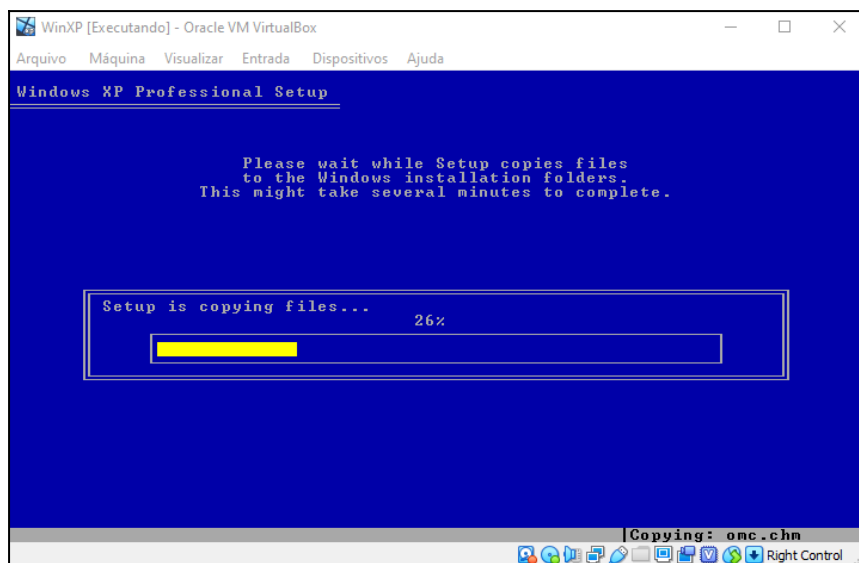 WinXP [Executando] - Oracle VM VirtualBox
Arquivo Máquina Visualizar Entrada Dispositivos Ajuda
Windows XP Professional Setup
Please wait while Setup copies files
to the Windows installation folders.
This might take several minutes to complete.
Setup is copying files...
26%
Copying: omc.chm
Right Control